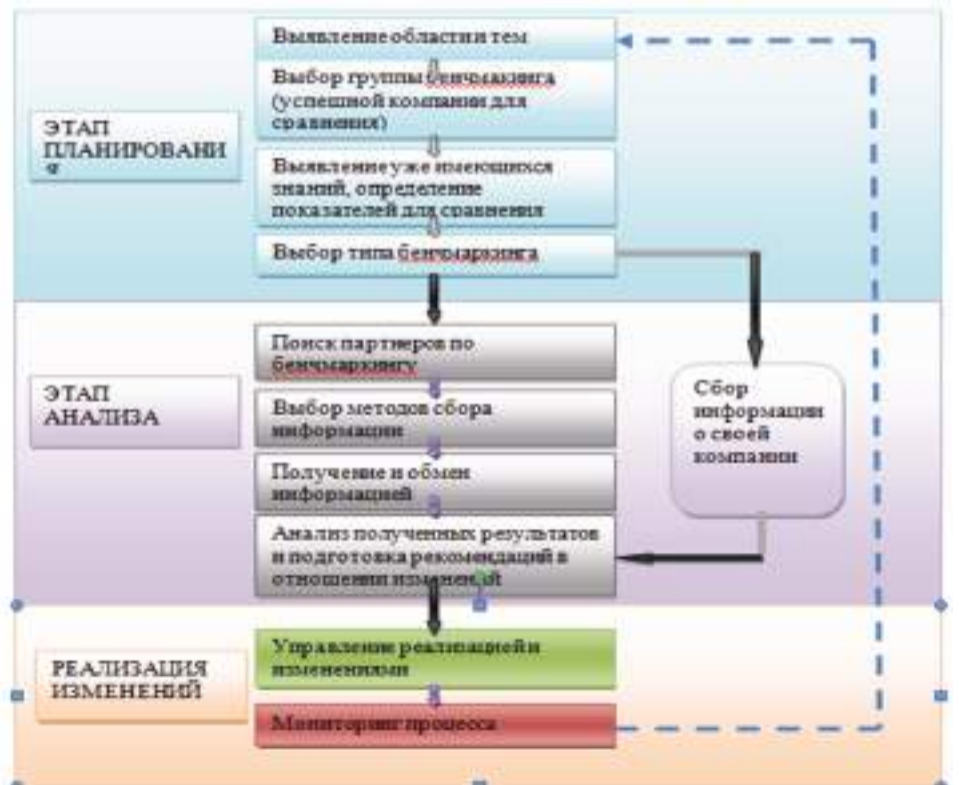 Выявление области и тем
Выбор группы бенчмакинга
(успешной компании для
сравнения)
ЭТАП
ПЛАНИРОВАНИ
Я
Выявление уже имеющихся
знаний, определение
показателей для сравнения
Выбор типа бенчмаркинга
Поиск партнеров по
бенчмаркингу
ЭТАП
АНАЛИЗА
Выбор методов сбора
информации
Получение и обмен
информацией
Анализ полученных результатов
и подготовка рекомендаций в
отношении изменений
Сбор
информации
о своей
компании
РЕАЛИЗАЦИЯ
ИЗМЕНЕНИЙ
Управление реализацией и
изменениями
Мониторинг процесса